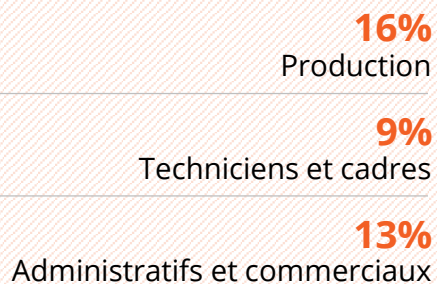 16%
Production
9%
Techniciens et cadres
13%
Administratifs et commerciaux